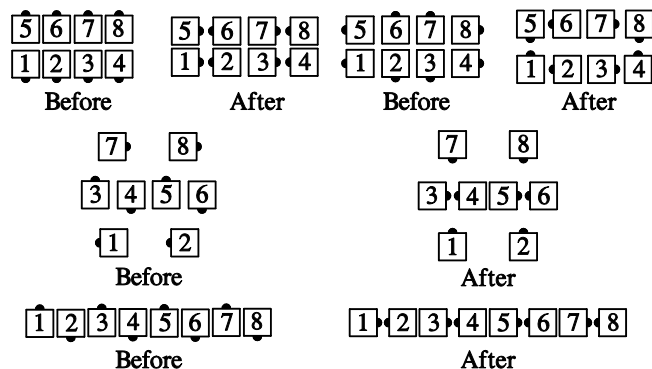 5 6 7 8 5 6 7 8 5 6 7 8 5 6 7 8
1 2 3 4 1 2 3 4 1 2 3 4 1 2 3 4
Before After Before After
7 8 7 8
3 4 5 6 3 4 5 6
1 2 1 2
Before After
1 2 3 4 5 6 7 8 1 2 3 4 5 6 7 8
Before After